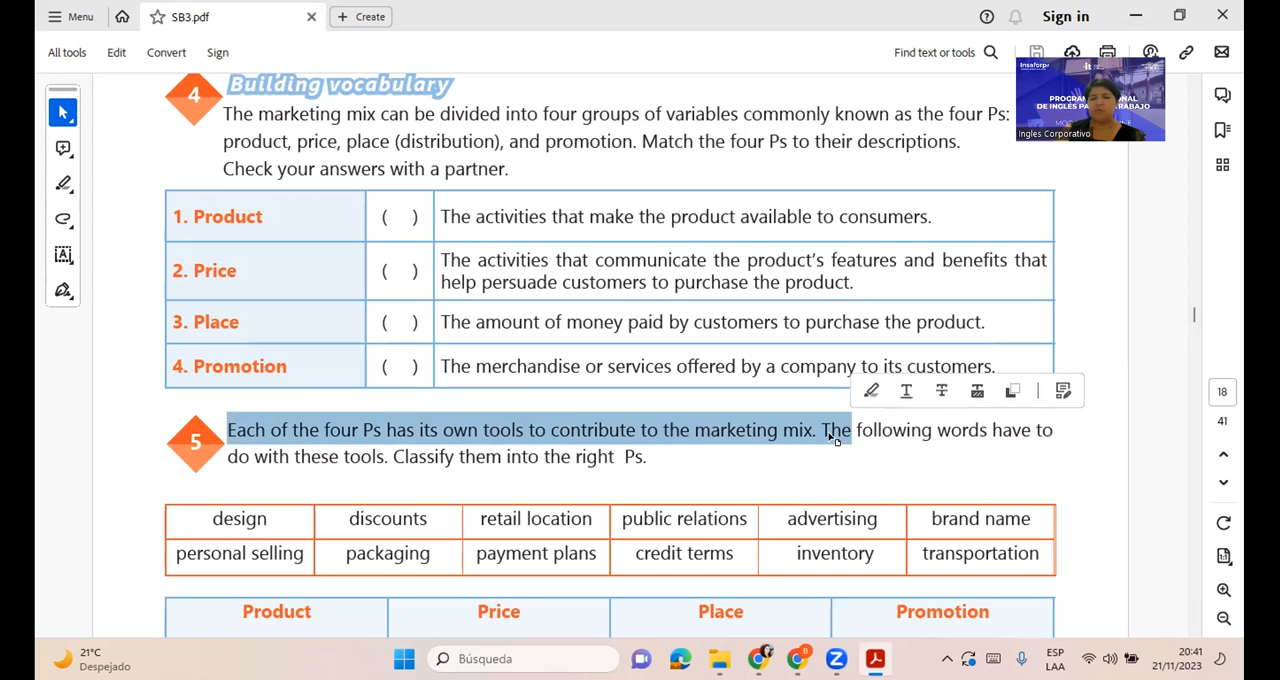 Menu
SB3.pdf
Create
Sign in
All tools
Edit
Convert
Sign
Find text or tools
Insaforp
PROGRAMA NACIONAL
DE INGLÉS PARA EL TRABAJO
Ingles Corporativo
4
Building vocabulary
The marketing mix can be divided into four groups of variables commonly known as the four Ps:
product, price, place (distribution), and promotion. Match the four Ps to their descriptions.
Check your answers with a partner.
1. Product ( ) The activities that make the product available to consumers.
2. Price ( ) The activities that communicate the product's features and benefits that
help persuade customers to purchase the product.
3. Place ( ) The amount of money paid by customers to purchase the product.
4. Promotion ( ) The merchandise or services offered by a company to its customers.
5
Each of the four Ps has its own tools to contribute to the marketing mix. The following words have to
do with these tools. Classify them into the right Ps.
design discounts retail location public relations advertising brand name
personal selling packaging payment plans credit terms inventory transportation
Product Price Place Promotion
18
41
21°C
Despejado
Búsqueda
8
ESP
LAA
20:41
21/11/2023